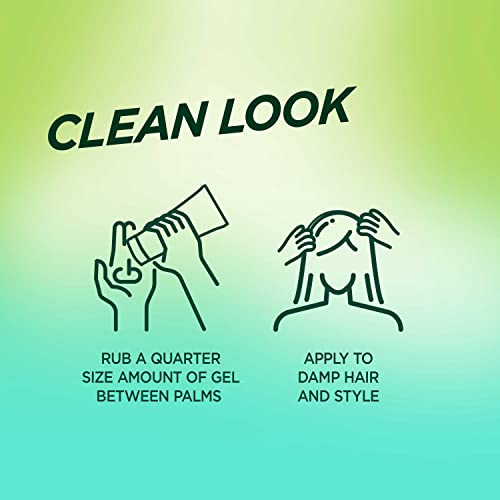 CLEAN LOOK
RUB A QUARTER
SIZE AMOUNT OF GEL
BETWEEN PALMS
APPLY TO
DAMP HAIR
AND STYLE